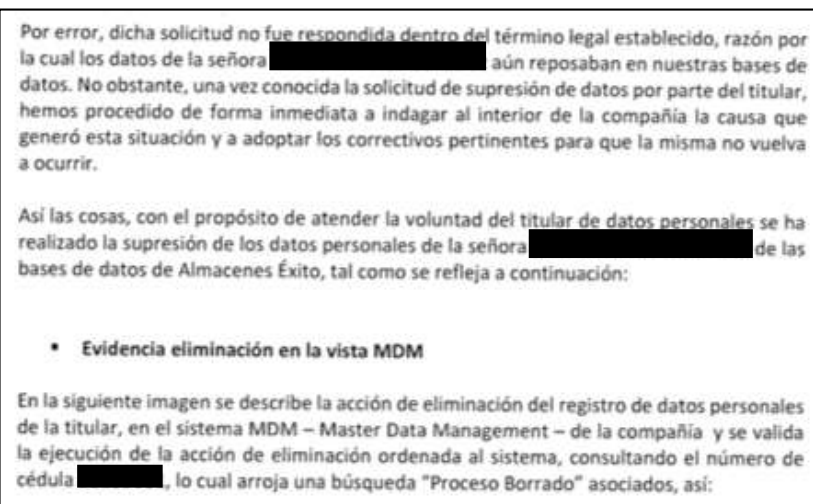 Por error, dicha solicitud no fue respondida dentro del término legal establecido, razón por
la cual los datos de la señora aún reposaban en nuestras bases de
datos. No obstante, una vez conocida la solicitud de supresión de datos por parte del titular,
hemos procedido de forma inmediata a indagar al interior de la compañía la causa que
generó esta situación y a adoptar los correctivos pertinentes para que la misma no vuelva
a ocurrir.
Así las cosas, con el propósito de atender la voluntad del titular de datos personales se ha
realizado la supresión de los datos personales de la señora de las
bases de datos de Almacenes Éxito, tal como se refleja a continuación:
• Evidencia eliminación en la vista MDM
En la siguiente imagen se describe la acción de eliminación del registro de datos personales
de la titular, en el sistema MDM – Master Data Management – de la compañía y se valida
la ejecución de la acción de eliminación ordenada al sistema, consultando el número de
cédula , lo cual arroja una búsqueda "Proceso Borrado" asociados, así: